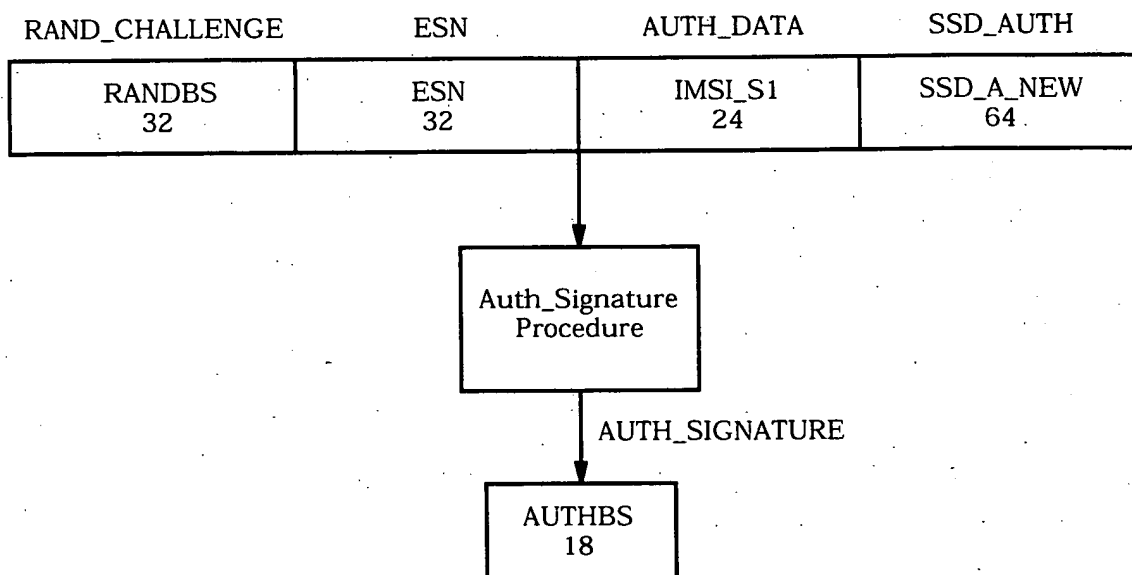 RAND_CHALLENGE ESN AUTH_DATA SSD_AUTH
RANDBS ESN IMSI_S1 SSD_A_NEW
32 32 24 64
Auth_Signature
Procedure
AUTH_SIGNATURE
AUTHBS
18